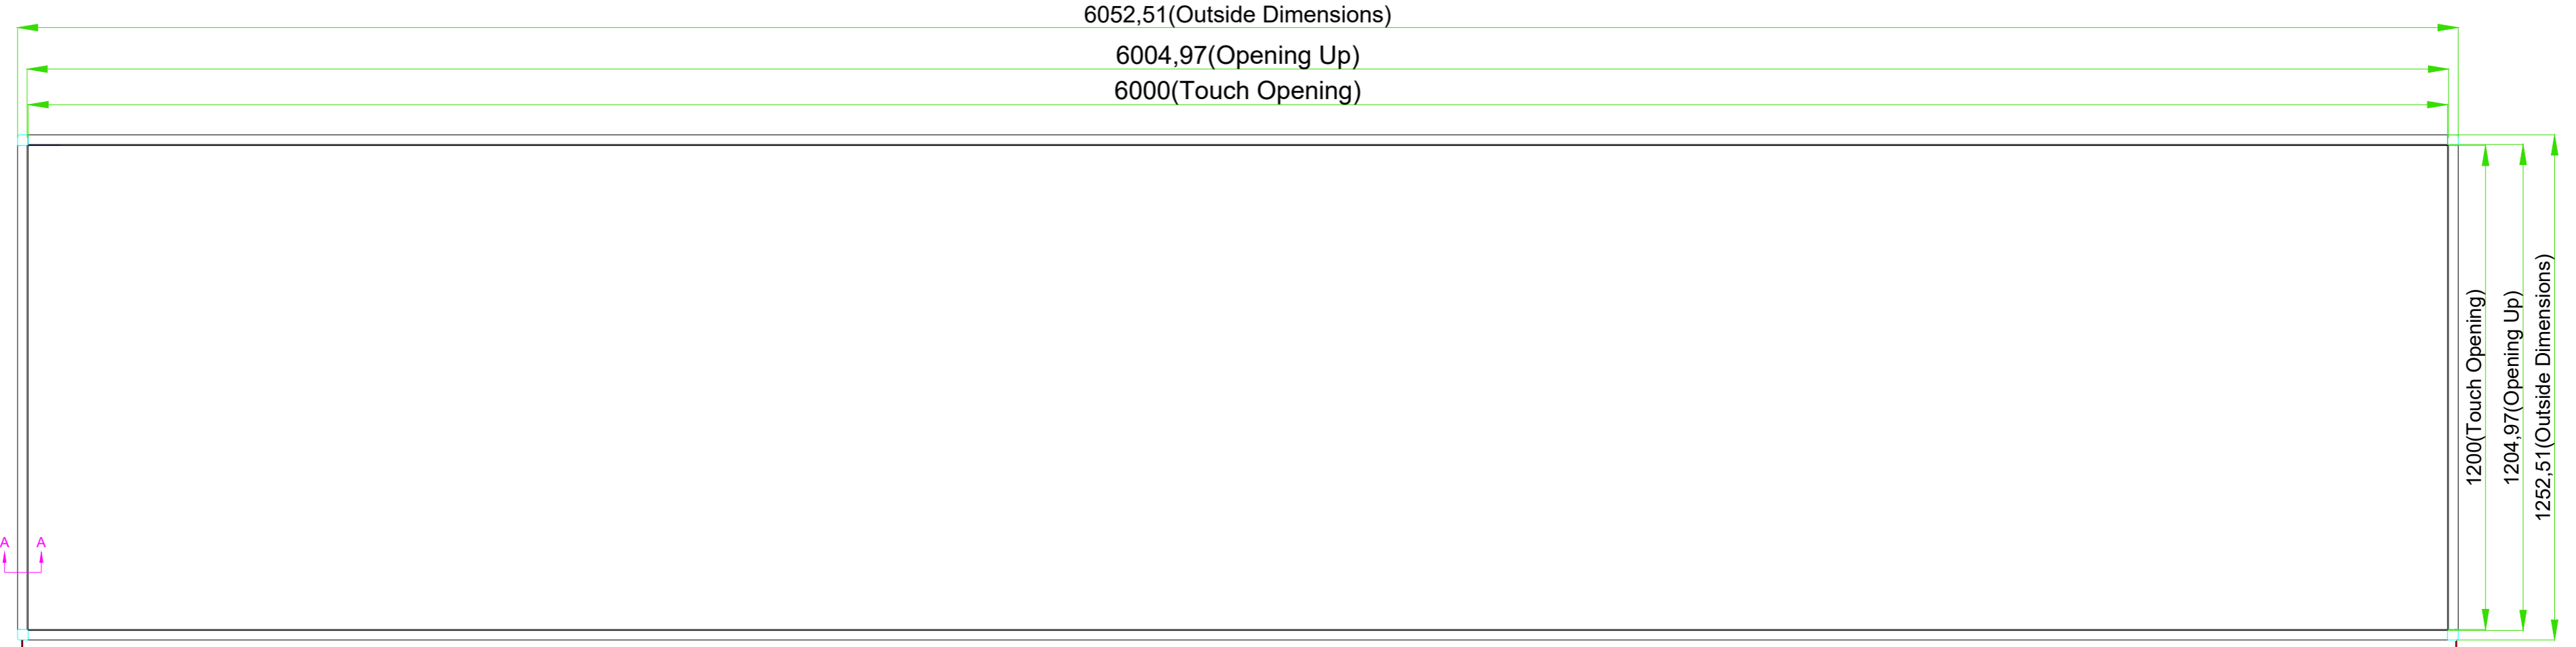 6052,51(Outside Dimensions)
6004,97(Opening Up)
6000(Touch Opening)
1200(Touch Opening)
1204,97(Opening Up)
1252,51(Outside Dimensions)
A A